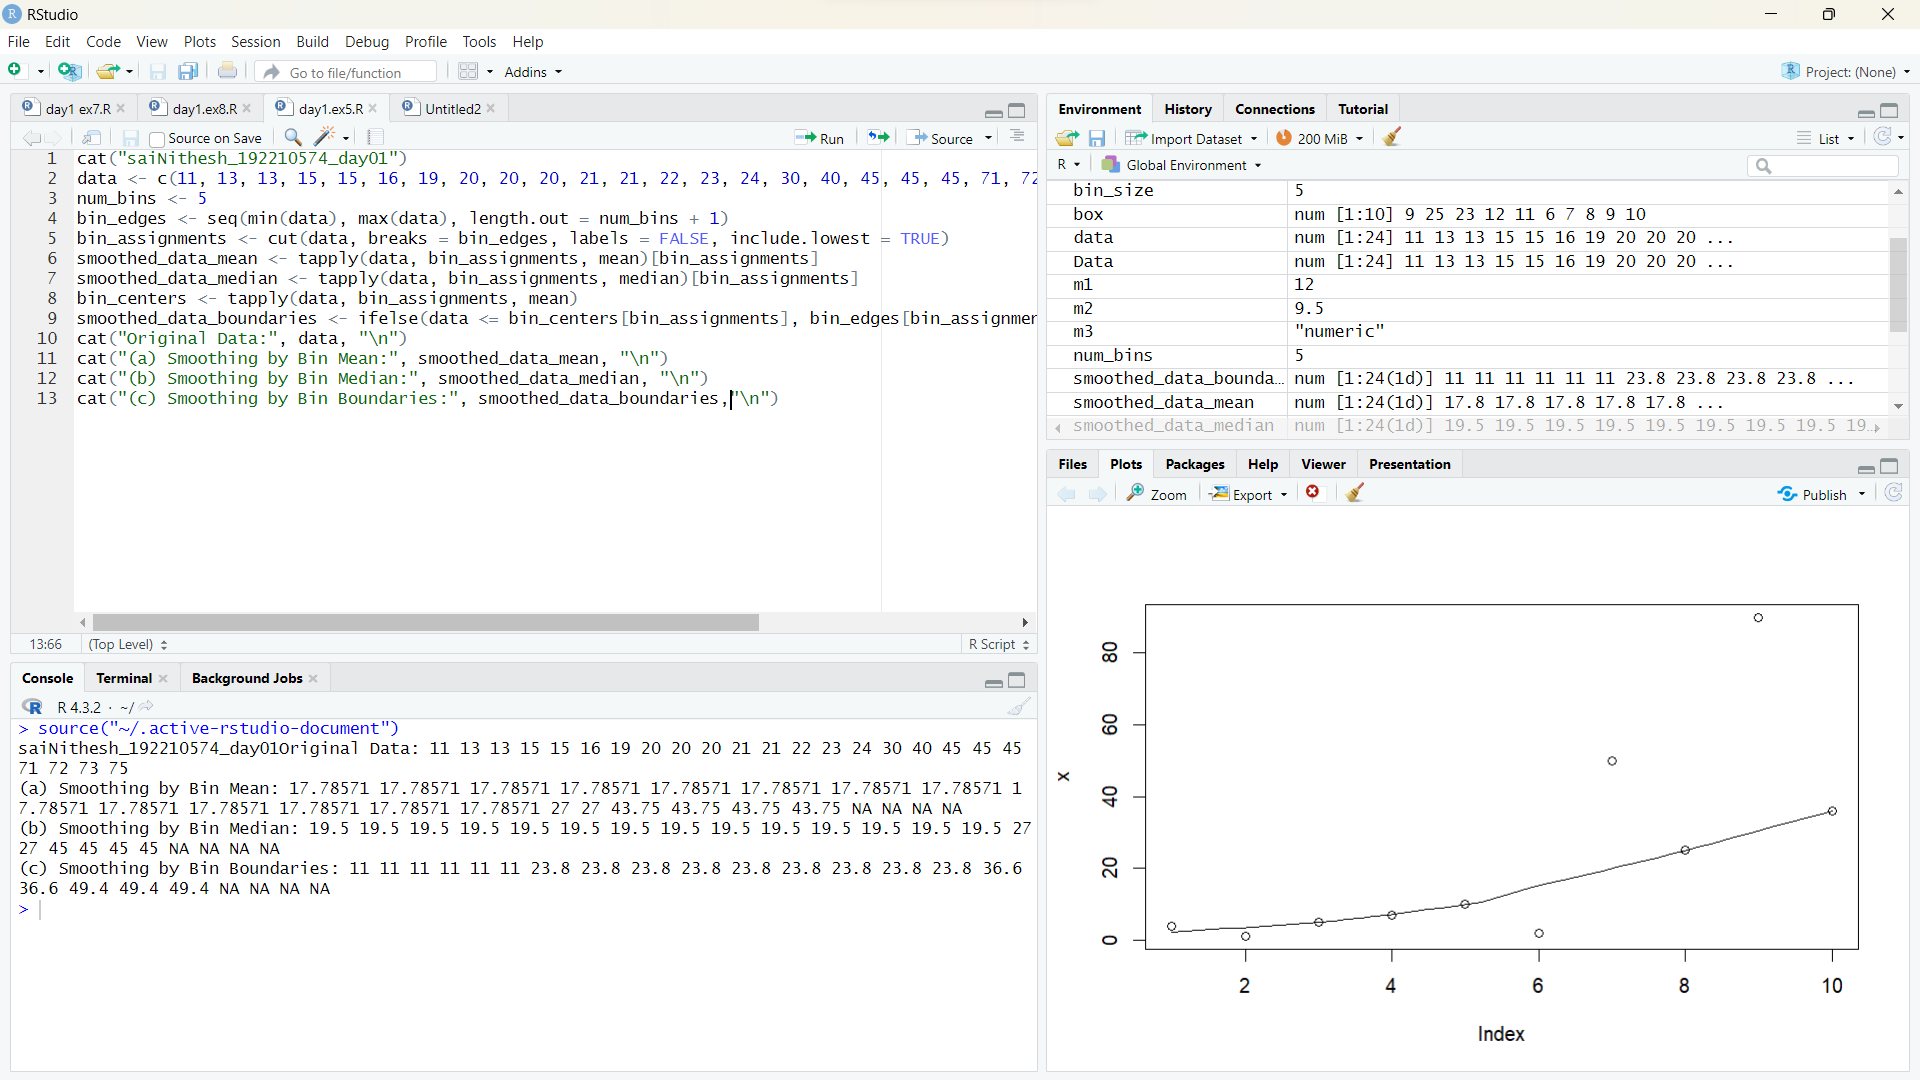 RStudio
File Edit Code View Plots Session Build Debug Profile Tools Help
Go to file/function Addins Project: (None)
day1 ex7.R day1.ex8.R day1.ex5.R Untitled2
Source on Save Run Source
1 cat("saiNithesh_192210574_day01")
2 data <- c(11, 13, 13, 15, 15, 16, 19, 20, 20, 20, 21, 21, 22, 23, 24, 30, 40, 45, 45, 45, 71, 72
3 num_bins <- 5
4 bin_edges <- seq(min(data), max(data), length.out = num_bins + 1)
5 bin_assignments <- cut(data, breaks = bin_edges, labels = FALSE, include.lowest = TRUE)
6 smoothed_data_mean <- tapply(data, bin_assignments, mean)[bin_assignments]
7 smoothed_data_median <- tapply(data, bin_assignments, median)[bin_assignments]
8 bin_centers <- tapply(data, bin_assignments, mean)
9 smoothed_data_boundaries <- ifelse(data <= bin_centers[bin_assignments], bin_edges[bin_assignmer
10 cat("Original Data:", data, "\n")
11 cat("(a) Smoothing by Bin Mean:", smoothed_data_mean, "\n")
12 cat("(b) Smoothing by Bin Median:", smoothed_data_median, "\n")
13 cat("(c) Smoothing by Bin Boundaries:", smoothed_data_boundaries,"\n")
13:66 (Top Level) R Script
Console Terminal Background Jobs
R 4.3.2 · ~/
> source("~/.active-rstudio-document")
saiNithesh_192210574_day01Original Data: 11 13 13 15 15 16 19 20 20 20 21 21 22 23 24 30 40 45 45 45
71 72 73 75
(a) Smoothing by Bin Mean: 17.78571 17.78571 17.78571 17.78571 17.78571 17.78571 17.78571 17.78571 1
7.78571 17.78571 17.78571 17.78571 17.78571 17.78571 27 27 43.75 43.75 43.75 43.75 NA NA NA NA
(b) Smoothing by Bin Median: 19.5 19.5 19.5 19.5 19.5 19.5 19.5 19.5 19.5 19.5 19.5 19.5 19.5 19.5 27
27 45 45 45 45 NA NA NA NA
(c) Smoothing by Bin Boundaries: 11 11 11 11 11 11 23.8 23.8 23.8 23.8 23.8 23.8 23.8 23.8 23.8 36.6
36.6 49.4 49.4 49.4 NA NA NA NA
>
Environment History Connections Tutorial
Import Dataset 200 MiB List
R Global Environment
bin_size 5
box num [1:10] 9 25 23 12 11 6 7 8 9 10
data num [1:24] 11 13 13 15 15 16 19 20 20 20 ...
Data num [1:24] 11 13 13 15 15 16 19 20 20 20 ...
m1 12
m2 9.5
m3 "numeric"
num_bins 5
smoothed_data_bounda… num [1:24(1d)] 11 11 11 11 11 11 23.8 23.8 23.8 23.8 ...
smoothed_data_mean num [1:24(1d)] 17.8 17.8 17.8 17.8 17.8 ...
smoothed_data_median num [1:24(1d)] 19.5 19.5 19.5 19.5 19.5 19.5 19.5 19.5 19…
Files Plots Packages Help Viewer Presentation
Zoom Export Publish
80
60
x
40
20
0
2 4 6 8 10
Index